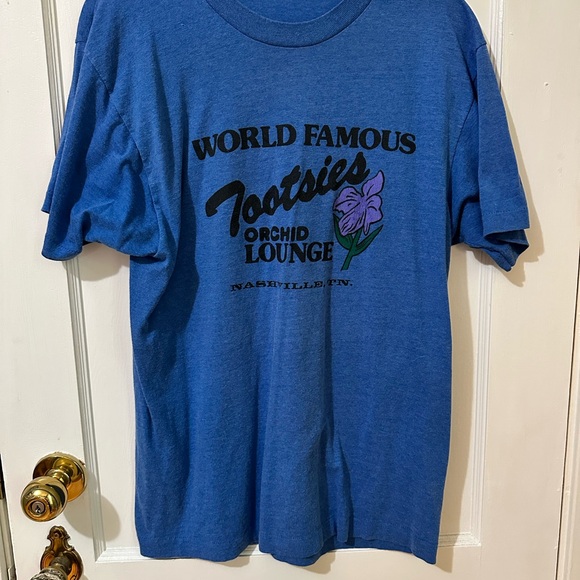 WORLD FAMOUS
Tootsies
ORCHID
LOUNGE
NASHVILLE, TN.